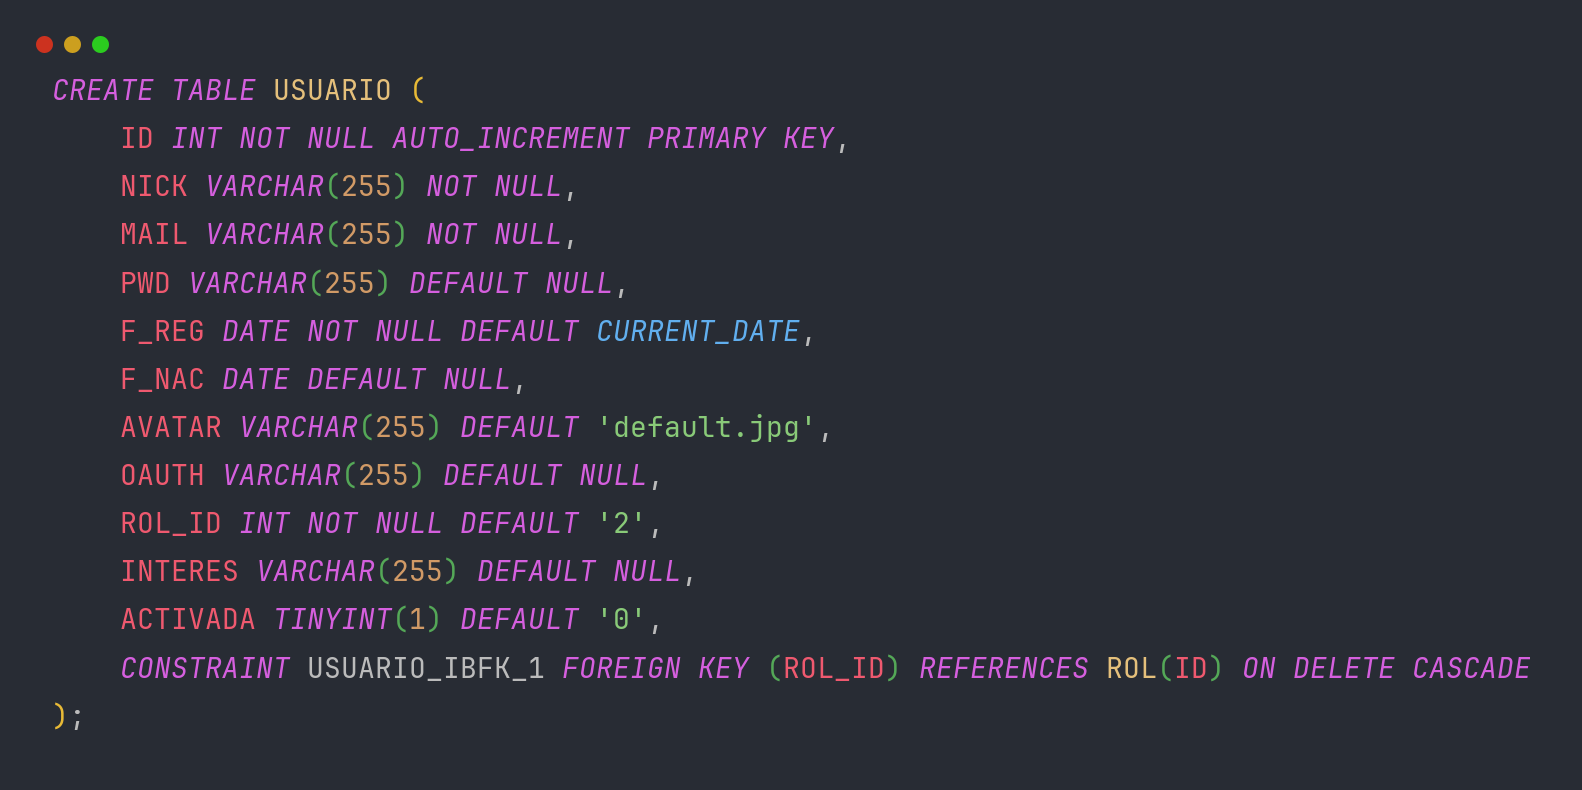 CREATE TABLE USUARIO (
    ID INT NOT NULL AUTO_INCREMENT PRIMARY KEY,
    NICK VARCHAR(255) NOT NULL,
    MAIL VARCHAR(255) NOT NULL,
    PWD VARCHAR(255) DEFAULT NULL,
    F_REG DATE NOT NULL DEFAULT CURRENT_DATE,
    F_NAC DATE DEFAULT NULL,
    AVATAR VARCHAR(255) DEFAULT 'default.jpg',
    OAUTH VARCHAR(255) DEFAULT NULL,
    ROL_ID INT NOT NULL DEFAULT '2',
    INTERES VARCHAR(255) DEFAULT NULL,
    ACTIVADA TINYINT(1) DEFAULT '0',
    CONSTRAINT USUARIO_IBFK_1 FOREIGN KEY (ROL_ID) REFERENCES ROL(ID) ON DELETE CASCADE
);